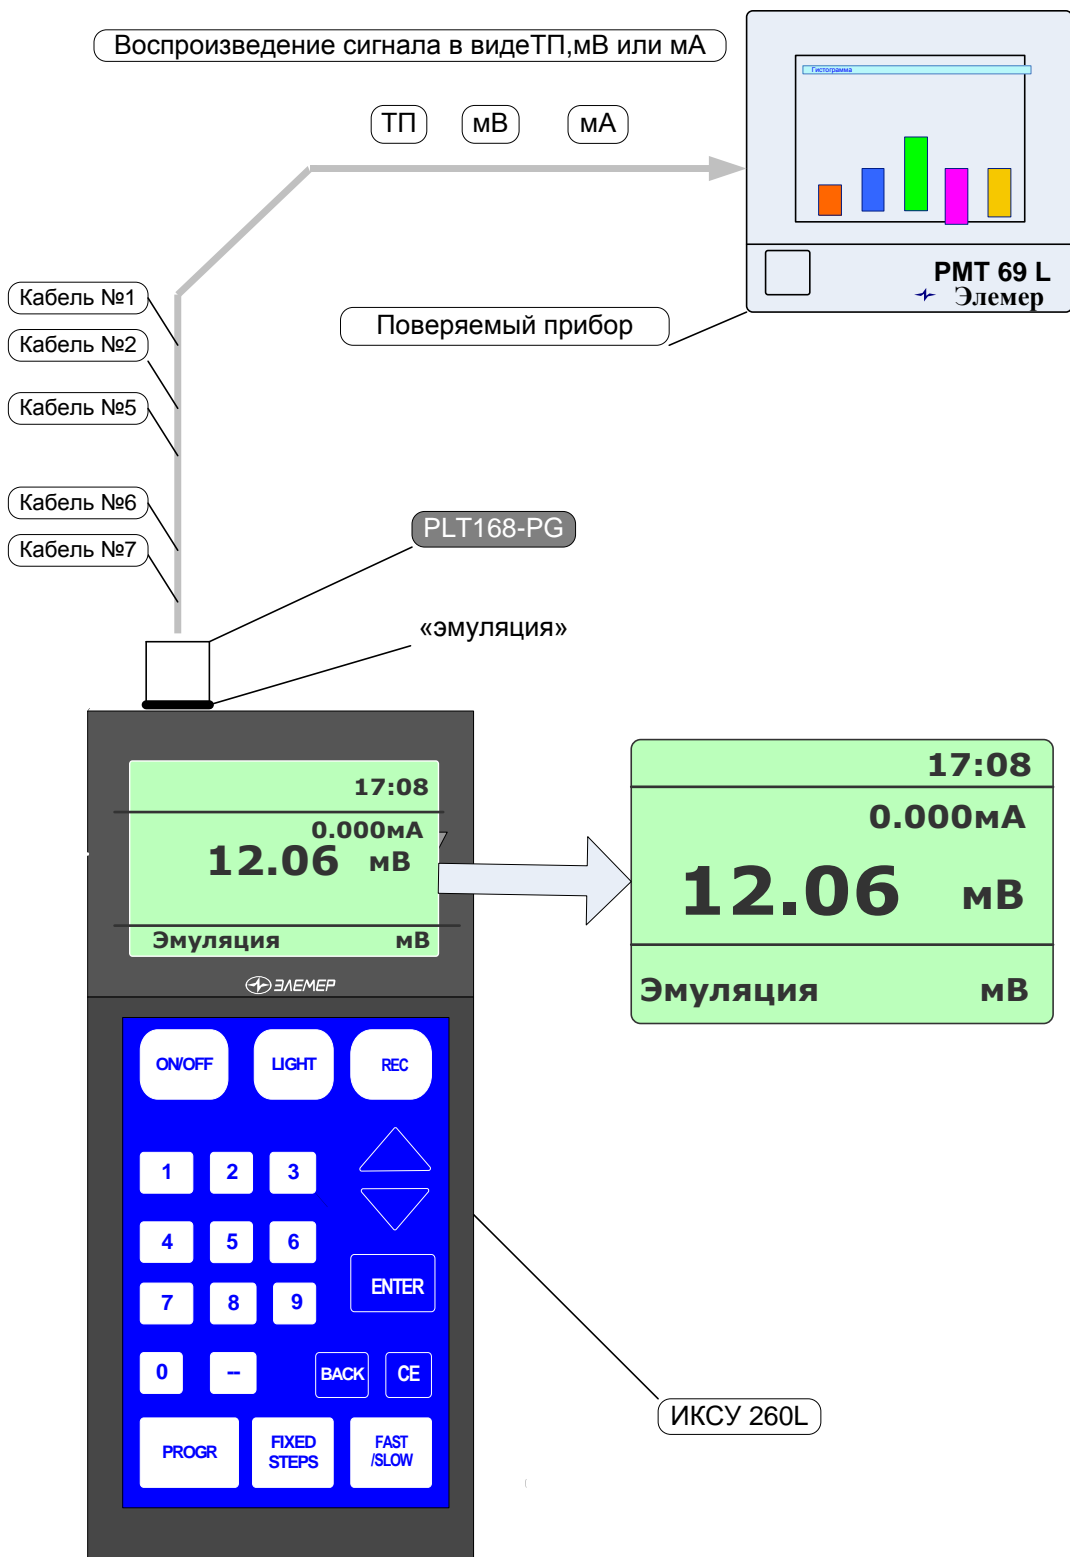 Воспроизведение сигнала в видеТП,мВ или мА
ТП
мВ
мА
Гистограмма
РМТ 69 L
Элемер
Кабель №1
Кабель №2
Кабель №5
Кабель №6
Кабель №7
Поверяемый прибор
PLT168-PG
«эмуляция»
17:08
0.000мА
12.06 мВ
Эмуляция мВ
ЭЛЕМЕР
17:08
0.000мА
12.06 мВ
Эмуляция мВ
ON/OFF
LIGHT
REC
1
2
3
4
5
6
ENTER
7
8
9
0
--
BACK
CE
PROGR
FIXED
STEPS
FAST
/SLOW
ИКСУ 260L